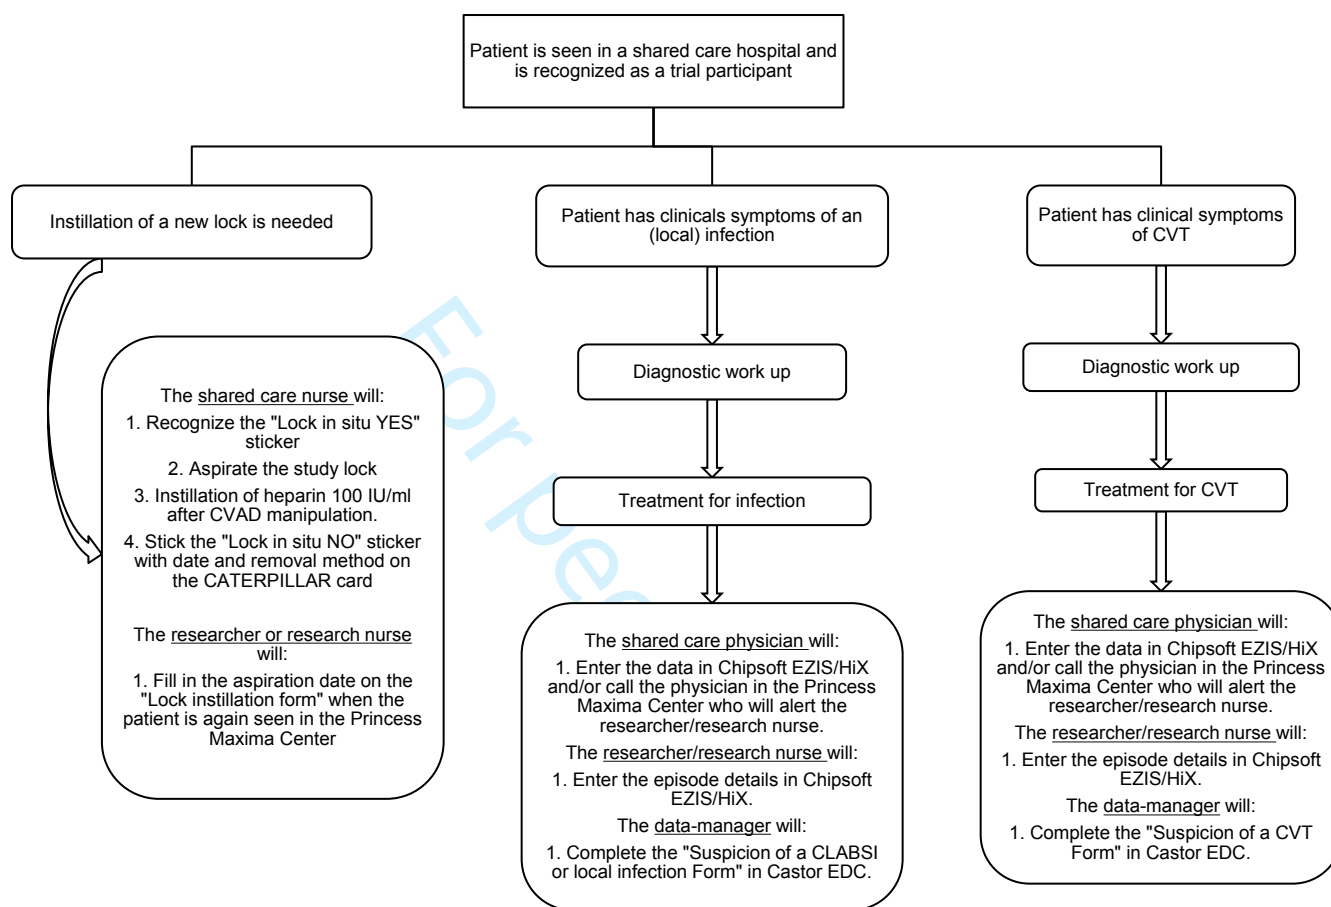 Patient is seen in a shared care hospital and
is recognized as a trial participant
Instillation of a new lock is needed
The shared care nurse will:
1. Recognize the "Lock in situ YES"
sticker
2. Aspirate the study lock
3. Instillation of heparin 100 IU/ml
after CVAD manipulation.
4. Stick the "Lock in situ NO" sticker
with date and removal method on
the CATERPILLAR card
The researcher or research nurse
will:
1. Fill in the aspiration date on the
"Lock instillation form" when the
patient is again seen in the Princess
Maxima Center
Patient has clinicals symptoms of an
(local) infection
Diagnostic work up
Treatment for infection
The shared care physician will:
1. Enter the data in Chipsoft EZIS/HiX
and/or call the physician in the Princess
Maxima Center who will alert the
researcher/research nurse.
The researcher/research nurse will:
1. Enter the episode details in Chipsoft
EZIS/HiX.
The data-manager will:
1. Complete the "Suspicion of a CLABSI
or local infection Form" in Castor EDC.
Patient has clinical symptoms
of CVT
Diagnostic work up
Treatment for CVT
The shared care physician will:
1. Enter the data in Chipsoft EZIS/HiX
and/or call the physician in the Princess
Maxima Center who will alert the
researcher/research nurse.
The researcher/research nurse will:
1. Enter the episode details in Chipsoft
EZIS/HiX.
The data-manager will:
1. Complete the "Suspicion of a CVT
Form" in Castor EDC.
For